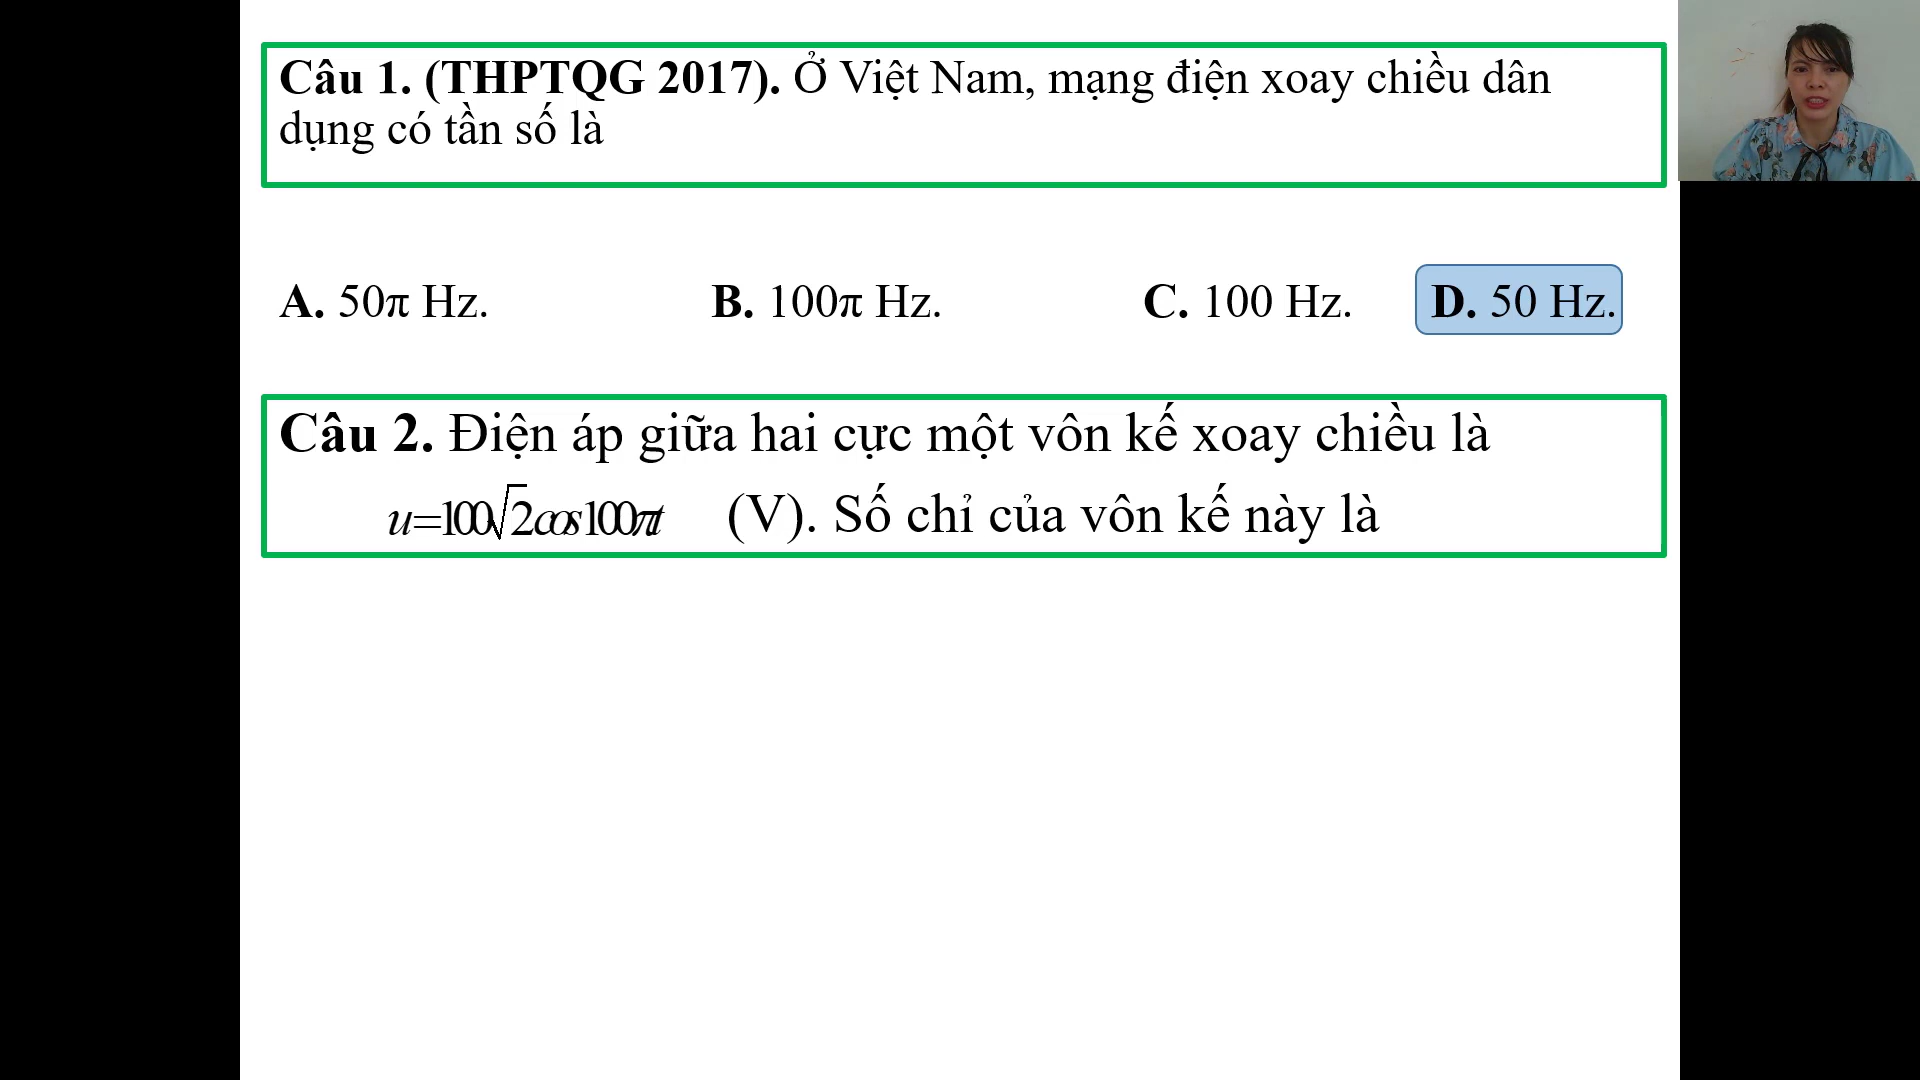 Câu 1. (THPTQG 2017). Ở Việt Nam, mạng điện xoay chiều dân
dụng có tần số là
A. 50π Hz. B. 100π Hz. C. 100 Hz. D. 50 Hz.
Câu 2. Điện áp giữa hai cực một vôn kế xoay chiều là
u=100√2cos100πt (V). Số chỉ của vôn kế này là